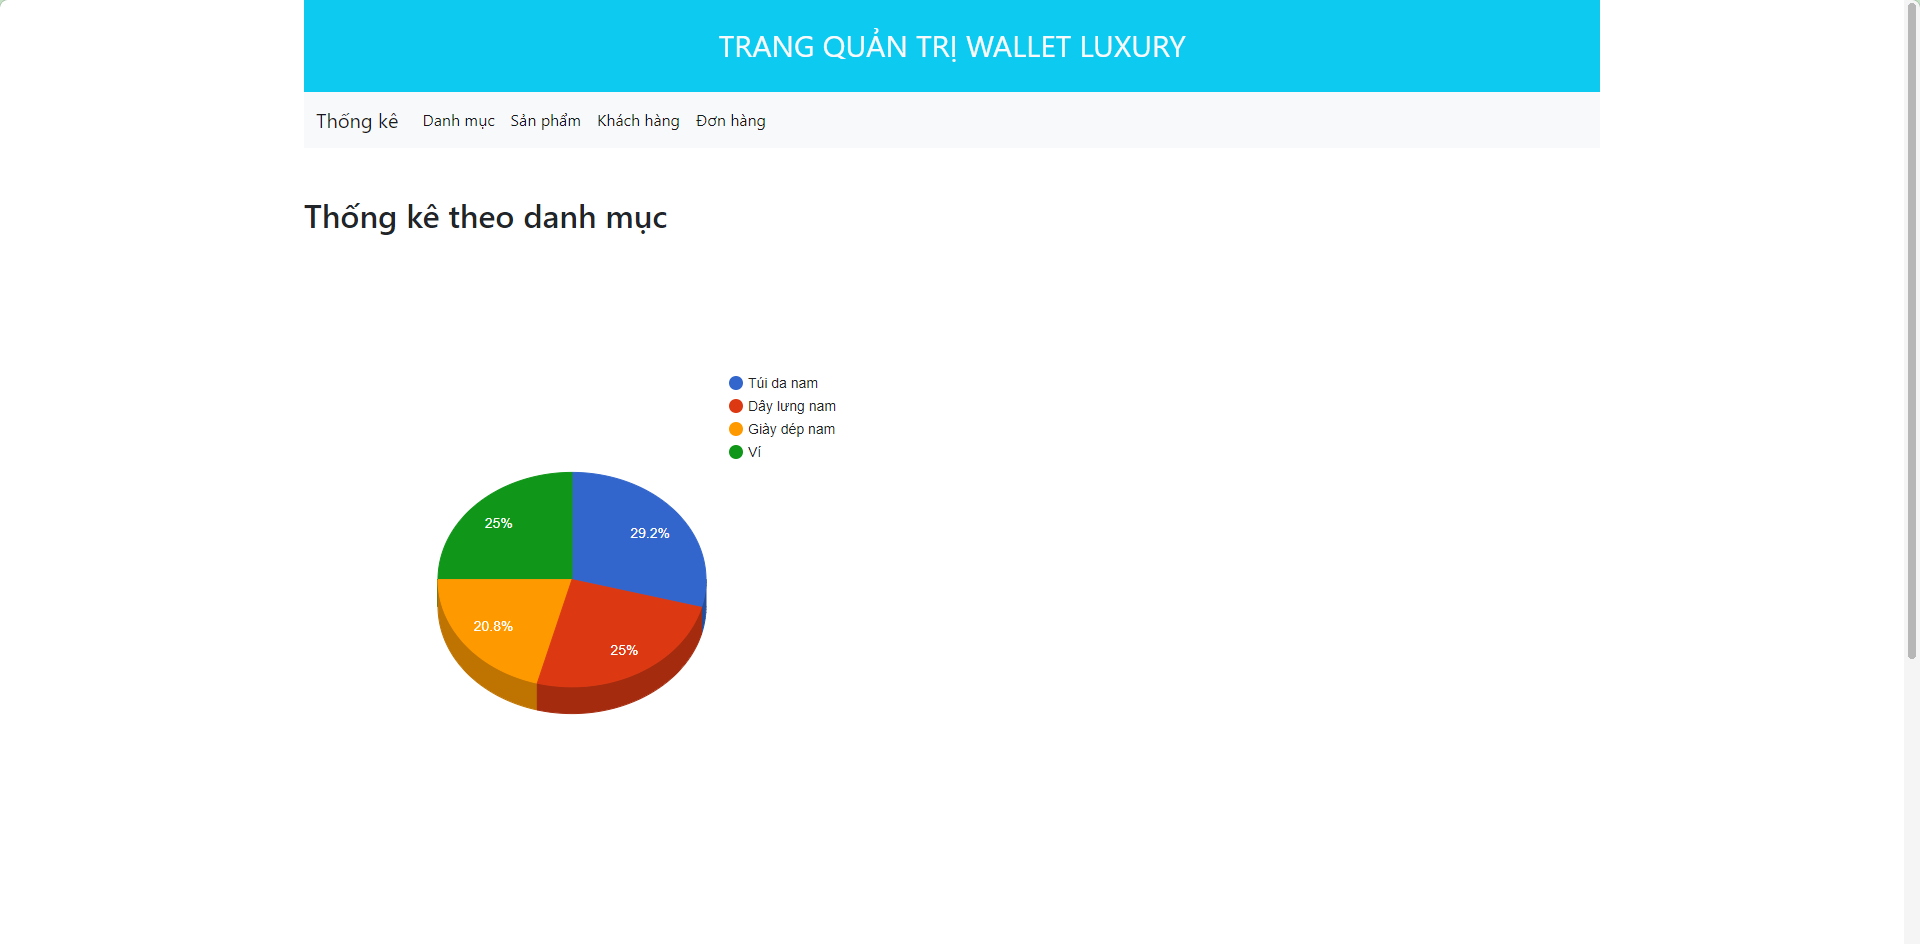 TRANG QUẢN TRỊ WALLET LUXURY
Thống kê Danh mục Sản phẩm Khách hàng Đơn hàng
Thống kê theo danh mục
Túi da nam
Dây lưng nam
Giày dép nam
Ví
25%
29.2%
20.8%
25%